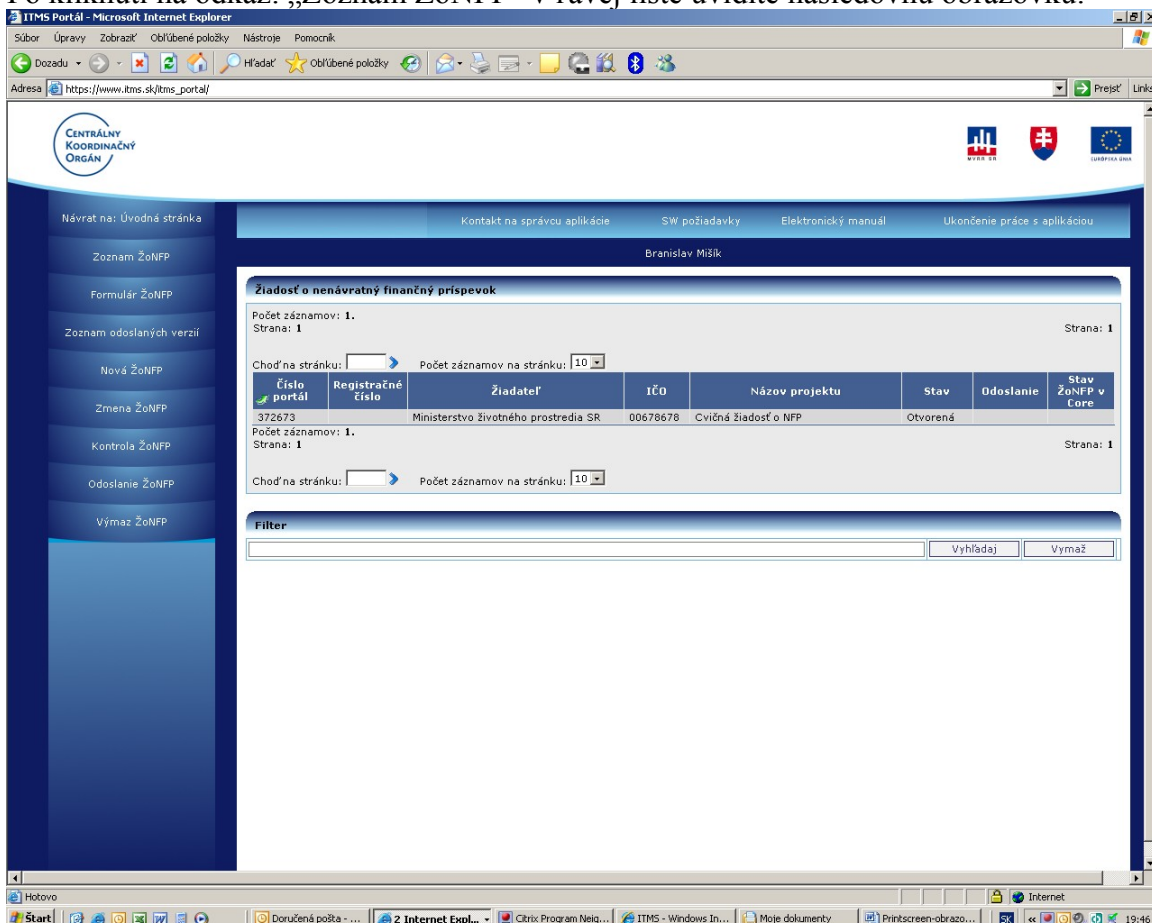 Po kliknutí na odkaz: „Zoznam ŽoNFP“ v ľavej lište uvidíte nasledovnú obrazovku:
ITMS Portál - Microsoft Internet Explorer
Súbor Úpravy Zobraziť Obľúbené položky Nástroje Pomocník
Dozadu Hľadať Obľúbené položky
Adresa https://www.itms.sk/itms_portal/ Prejsť Links
CENTRÁLNY
KOORDINAČNÝ
ORGÁN
MVRR SR
EURÓPSKA ÚNIA
Návrat na: Úvodná stránka
Zoznam ŽoNFP
Formulár ŽoNFP
Zoznam odoslaných verzií
Nová ŽoNFP
Zmena ŽoNFP
Kontrola ŽoNFP
Odoslanie ŽoNFP
Výmaz ŽoNFP
Kontakt na správcu aplikácie SW požiadavky Elektronický manuál Ukončenie práce s aplikáciou
Branislav Mišík
Žiadosť o nenávratný finančný príspevok
Počet záznamov: 1.
Strana: 1 Strana: 1
Choď na stránku: Počet záznamov na stránku: 10
Číslo portál Registračné číslo Žiadateľ IČO Názov projektu Stav Odoslanie Stav ŽoNFP v Core
372673 Ministerstvo životného prostredia SR 00678678 Cvičná žiadosť o NFP Otvorená
Počet záznamov: 1.
Strana: 1 Strana: 1
Choď na stránku: Počet záznamov na stránku: 10
Filter
Vyhľadaj Vymaž
Hotovo Internet
Štart Doručená pošta - ... 2 Internet Expl... Citrix Program Neig... ITMS - Windows In... Moje dokumenty Printscreen-obrazo... SK 19:46